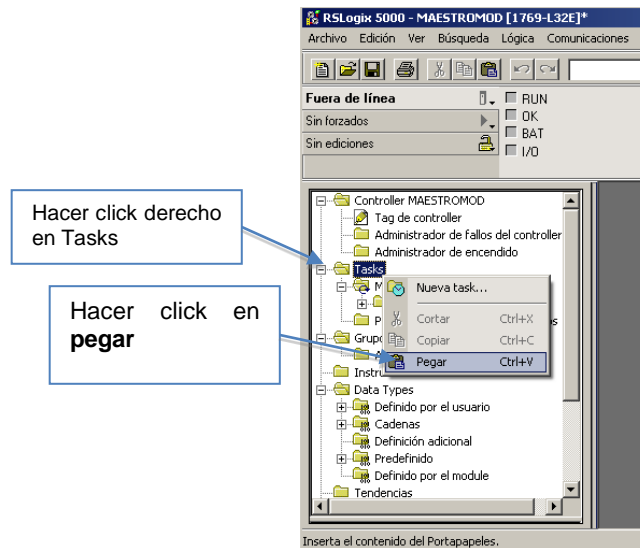 RSLogix 5000 - MAESTROMOD [1769-L32E]*
Archivo Edición Ver Búsqueda Lógica Comunicaciones
Fuera de línea
RUN
Sin forzados
OK
BAT
Sin ediciones
I/O
Hacer click derecho
en Tasks
Hacer click en
pegar
Controller MAESTROMOD
Tag de controller
Administrador de fallos del controller
Administrador de encendido
Tasks
M
Nueva task...
P
Cortar Ctrl+X
s
Copiar Ctrl+C
Grupo
Pegar Ctrl+V
Instru
Data Types
Definido por el usuario
Cadenas
Definición adicional
Predefinido
Definido por el module
Tendencias
Inserta el contenido del Portapapeles.